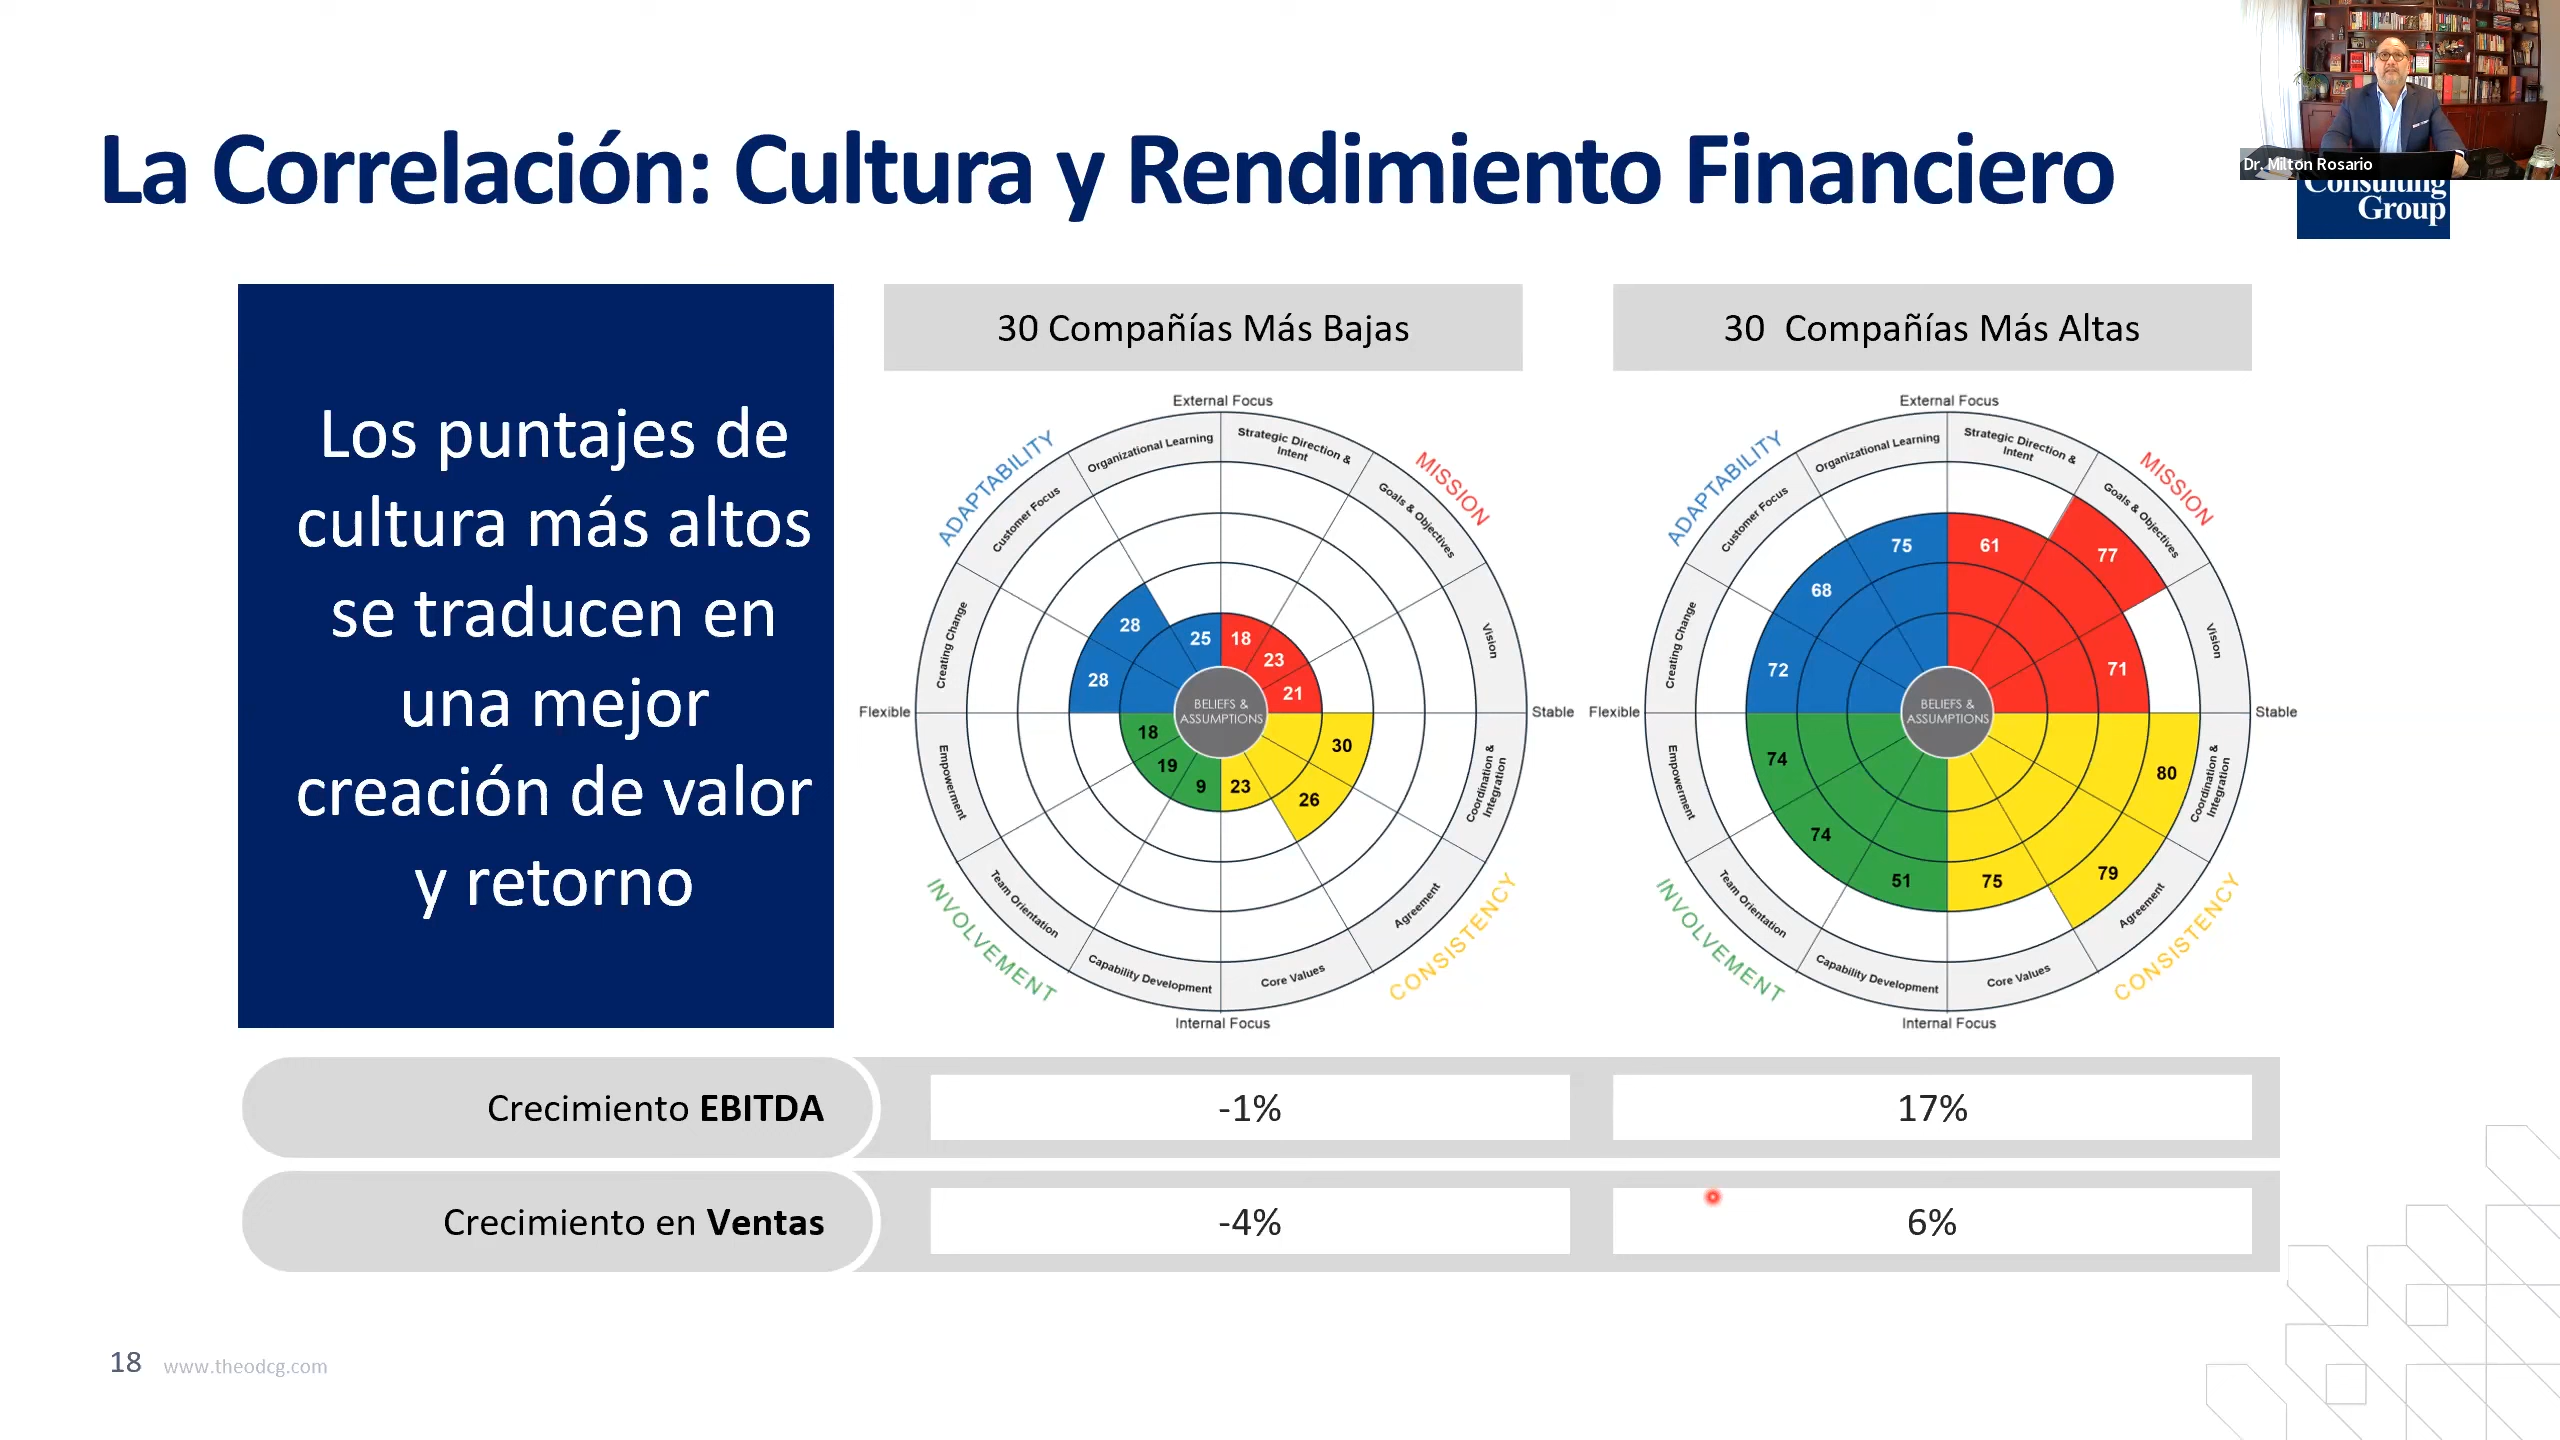 Dr. Milton Rosario
La Correlación: Cultura y Rendimiento Financiero
Consulting
Group
Los puntajes de
cultura más altos
se traducen en
una mejor
creación de valor
y retorno
30 Compañías Más Bajas
External Focus
ADAPTABILITY
MISSION
Organizational Learning
Strategic Direction &
Intent
Customer Focus
Goals & Objectives
Creating Change
Vision
28
25
18
23
28
21
Flexible
BELIEFS &
ASSUMPTIONS
Stable
18
30
19
9
23
26
Empowerment
Coordination &
Integration
Team Orientation
Agreement
Capability Development
Core Values
INVOLVEMENT
CONSISTENCY
Internal Focus
30 Compañías Más Altas
External Focus
ADAPTABILITY
MISSION
Organizational Learning
Strategic Direction &
Intent
Customer Focus
Goals & Objectives
Creating Change
Vision
75
61
77
68
72
71
Flexible
BELIEFS &
ASSUMPTIONS
Stable
74
80
74
79
51
75
Empowerment
Coordination &
Integration
Team Orientation
Agreement
Capability Development
Core Values
INVOLVEMENT
CONSISTENCY
Internal Focus
Crecimiento EBITDA
-1%
17%
Crecimiento en Ventas
-4%
6%
18
www.theodcg.com